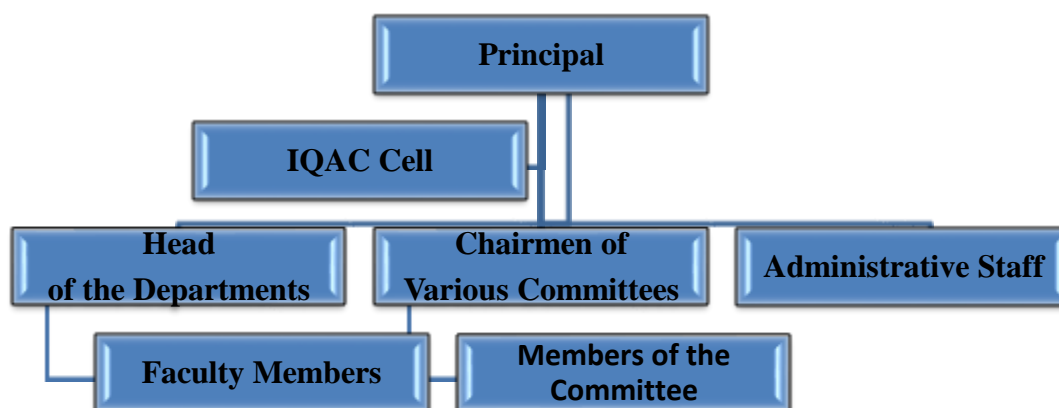 Principal
IQAC Cell
Head
of the Departments
Chairmen of
Various Committees
Administrative Staff
Faculty Members
Members of the
Committee